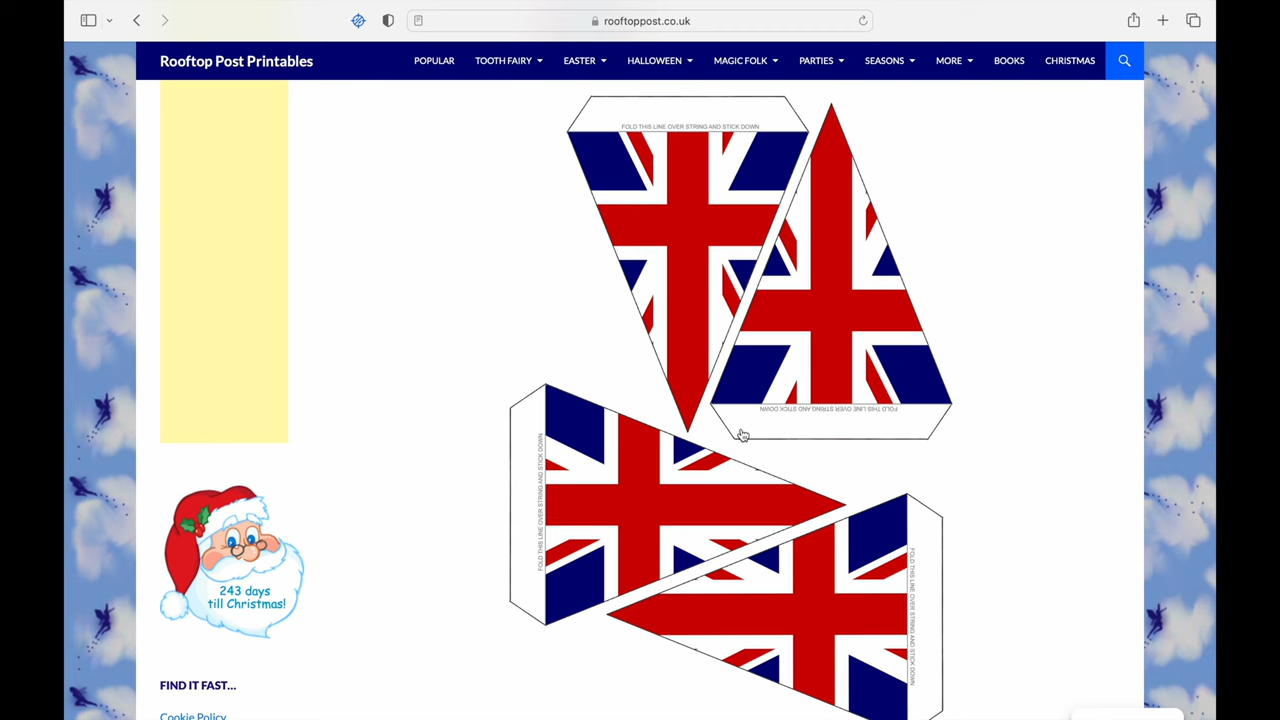 rooftoppost.co.uk
Rooftop Post Printables
POPULAR TOOTH FAIRY EASTER HALLOWEEN MAGIC FOLK PARTIES SEASONS MORE BOOKS CHRISTMAS
FOLD THIS LINE OVER STRING AND STICK DOWN
FOLD THIS LINE OVER STRING AND STICK DOWN
FOLD THIS LINE OVER STRING AND STICK DOWN
FOLD THIS LINE OVER STRING AND STICK DOWN
243 days
till Christmas!
FIND IT FAST...
Cookie Policy